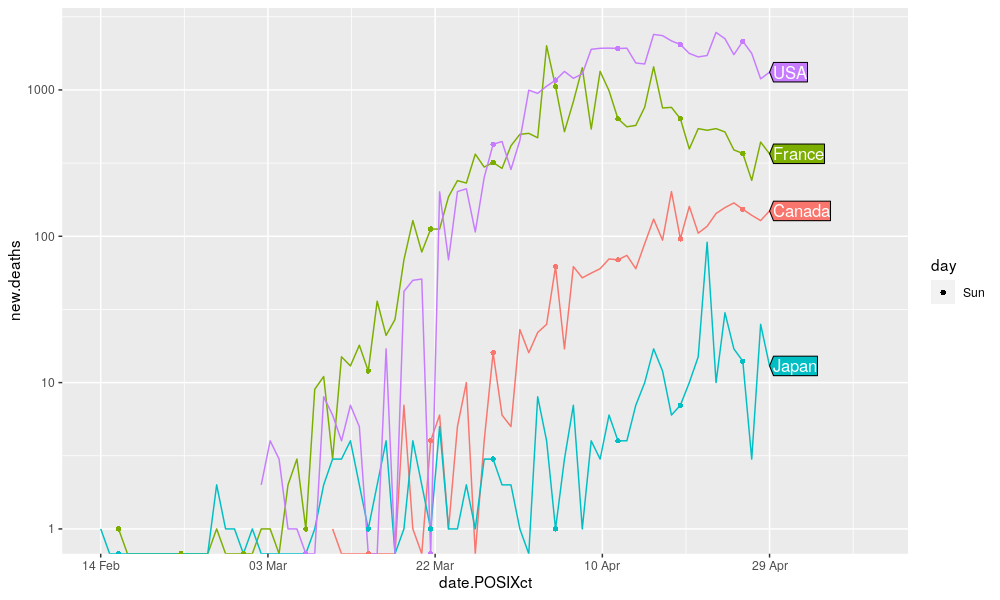 1000
100
10
1
new.deaths
14 Feb
03 Mar
22 Mar
10 Apr
29 Apr
date.POSIXct
USA
France
Canada
Japan
day
Sun